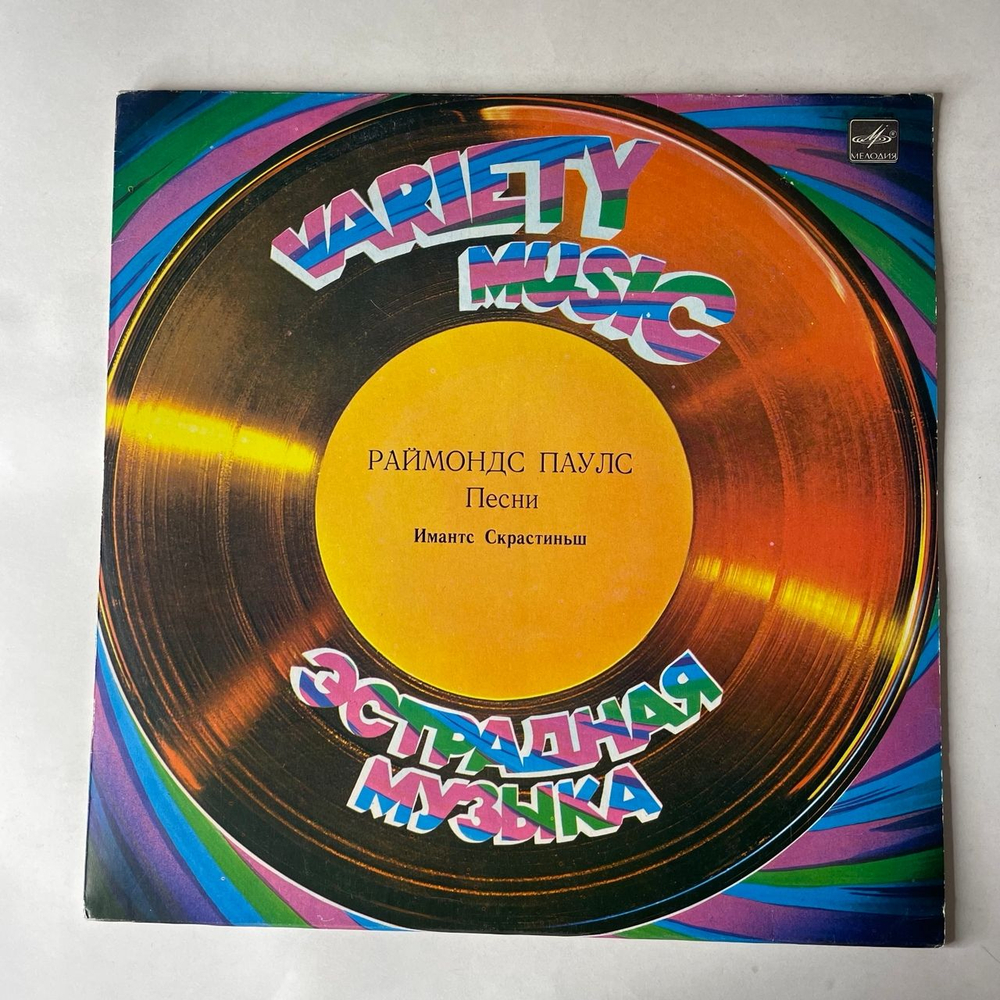 МЕЛОДИЯ
VARIETY
MUSIC
РАЙМОНДС ПАУЛС
Песни
Имантс Скрастиньш
ЭСТРАДНАЯ
МУЗЫКА